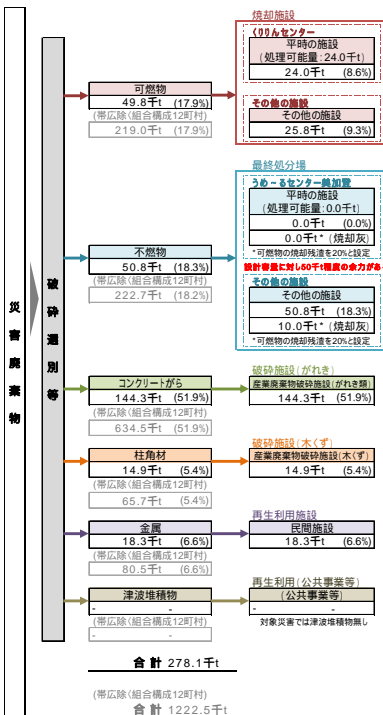 災害廃棄物
破砕選別等
可燃物
49.8千t (17.9%)
(帯広除く組合構成12町村)
219.0千t (17.9%)
焼却施設
くりりんセンター
平時の施設
(処理可能量:24.0千t)
24.0千t (8.6%)
その他の施設
その他の施設
25.8千t (9.3%)
不燃物
50.8千t (18.3%)
(帯広除く組合構成12町村)
222.7千t (18.2%)
最終処分場
うめ~るセンター美加登
平時の施設
(処理可能量:0.0千t)
0.0千t (0.0%)
0.0千t* (焼却灰)
*可燃物の焼却残渣を20%と設定
設計容量に対し50千t程度の余力がある
その他の施設
その他の施設
50.8千t (18.3%)
10.0千t* (焼却灰)
*可燃物の焼却残渣を20%と設定
コンクリートがら
144.3千t (51.9%)
(帯広除く組合構成12町村)
634.5千t (51.9%)
破砕施設(がれき)
産業廃棄物破砕施設(がれき類)
144.3千t (51.9%)
柱角材
14.9千t (5.4%)
(帯広除く組合構成12町村)
65.7千t (5.4%)
破砕施設(木くず)
産業廃棄物破砕施設(木くず)
14.9千t (5.4%)
金属
18.3千t (6.6%)
(帯広除く組合構成12町村)
80.5千t (6.6%)
再生利用施設
民間施設
18.3千t (6.6%)
津波堆積物
- -
(帯広除く組合構成12町村)
- -
再生利用(公共事業等)
(公共事業等)
- -
対象災害では津波堆積物無し
合計 278.1千t
(帯広除く組合構成12町村)
合計 1222.5千t